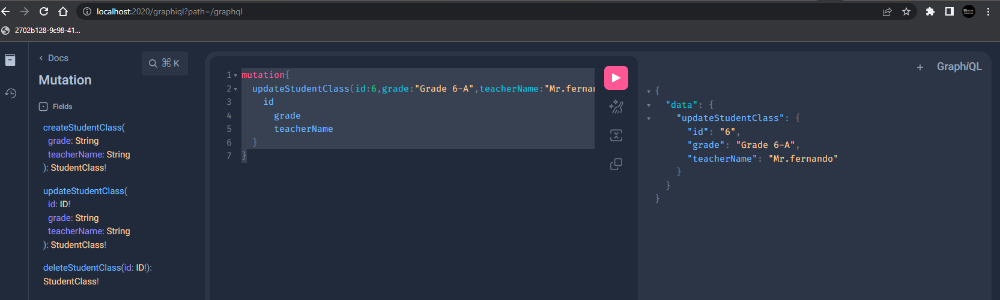 localhost:2020/graphiql?path=/graphql
2702b128-9c98-41...
< Docs
⌘ K
Mutation
Fields
createStudentClass(
grade: String
teacherName: String
): StudentClass!
updateStudentClass(
id: ID!
grade: String
teacherName: String
): StudentClass!
deleteStudentClass(id: ID!):
StudentClass!
1 mutation{
2 updateStudentClass(id:6,grade:"Grade 6-A",teacherName:"Mr.fernan
3 id
4 grade
5 teacherName
6 }
7 }
+ GraphiQL
{
"data": {
"updateStudentClass": {
"id": "6",
"grade": "Grade 6-A",
"teacherName": "Mr.fernando"
}
}
}